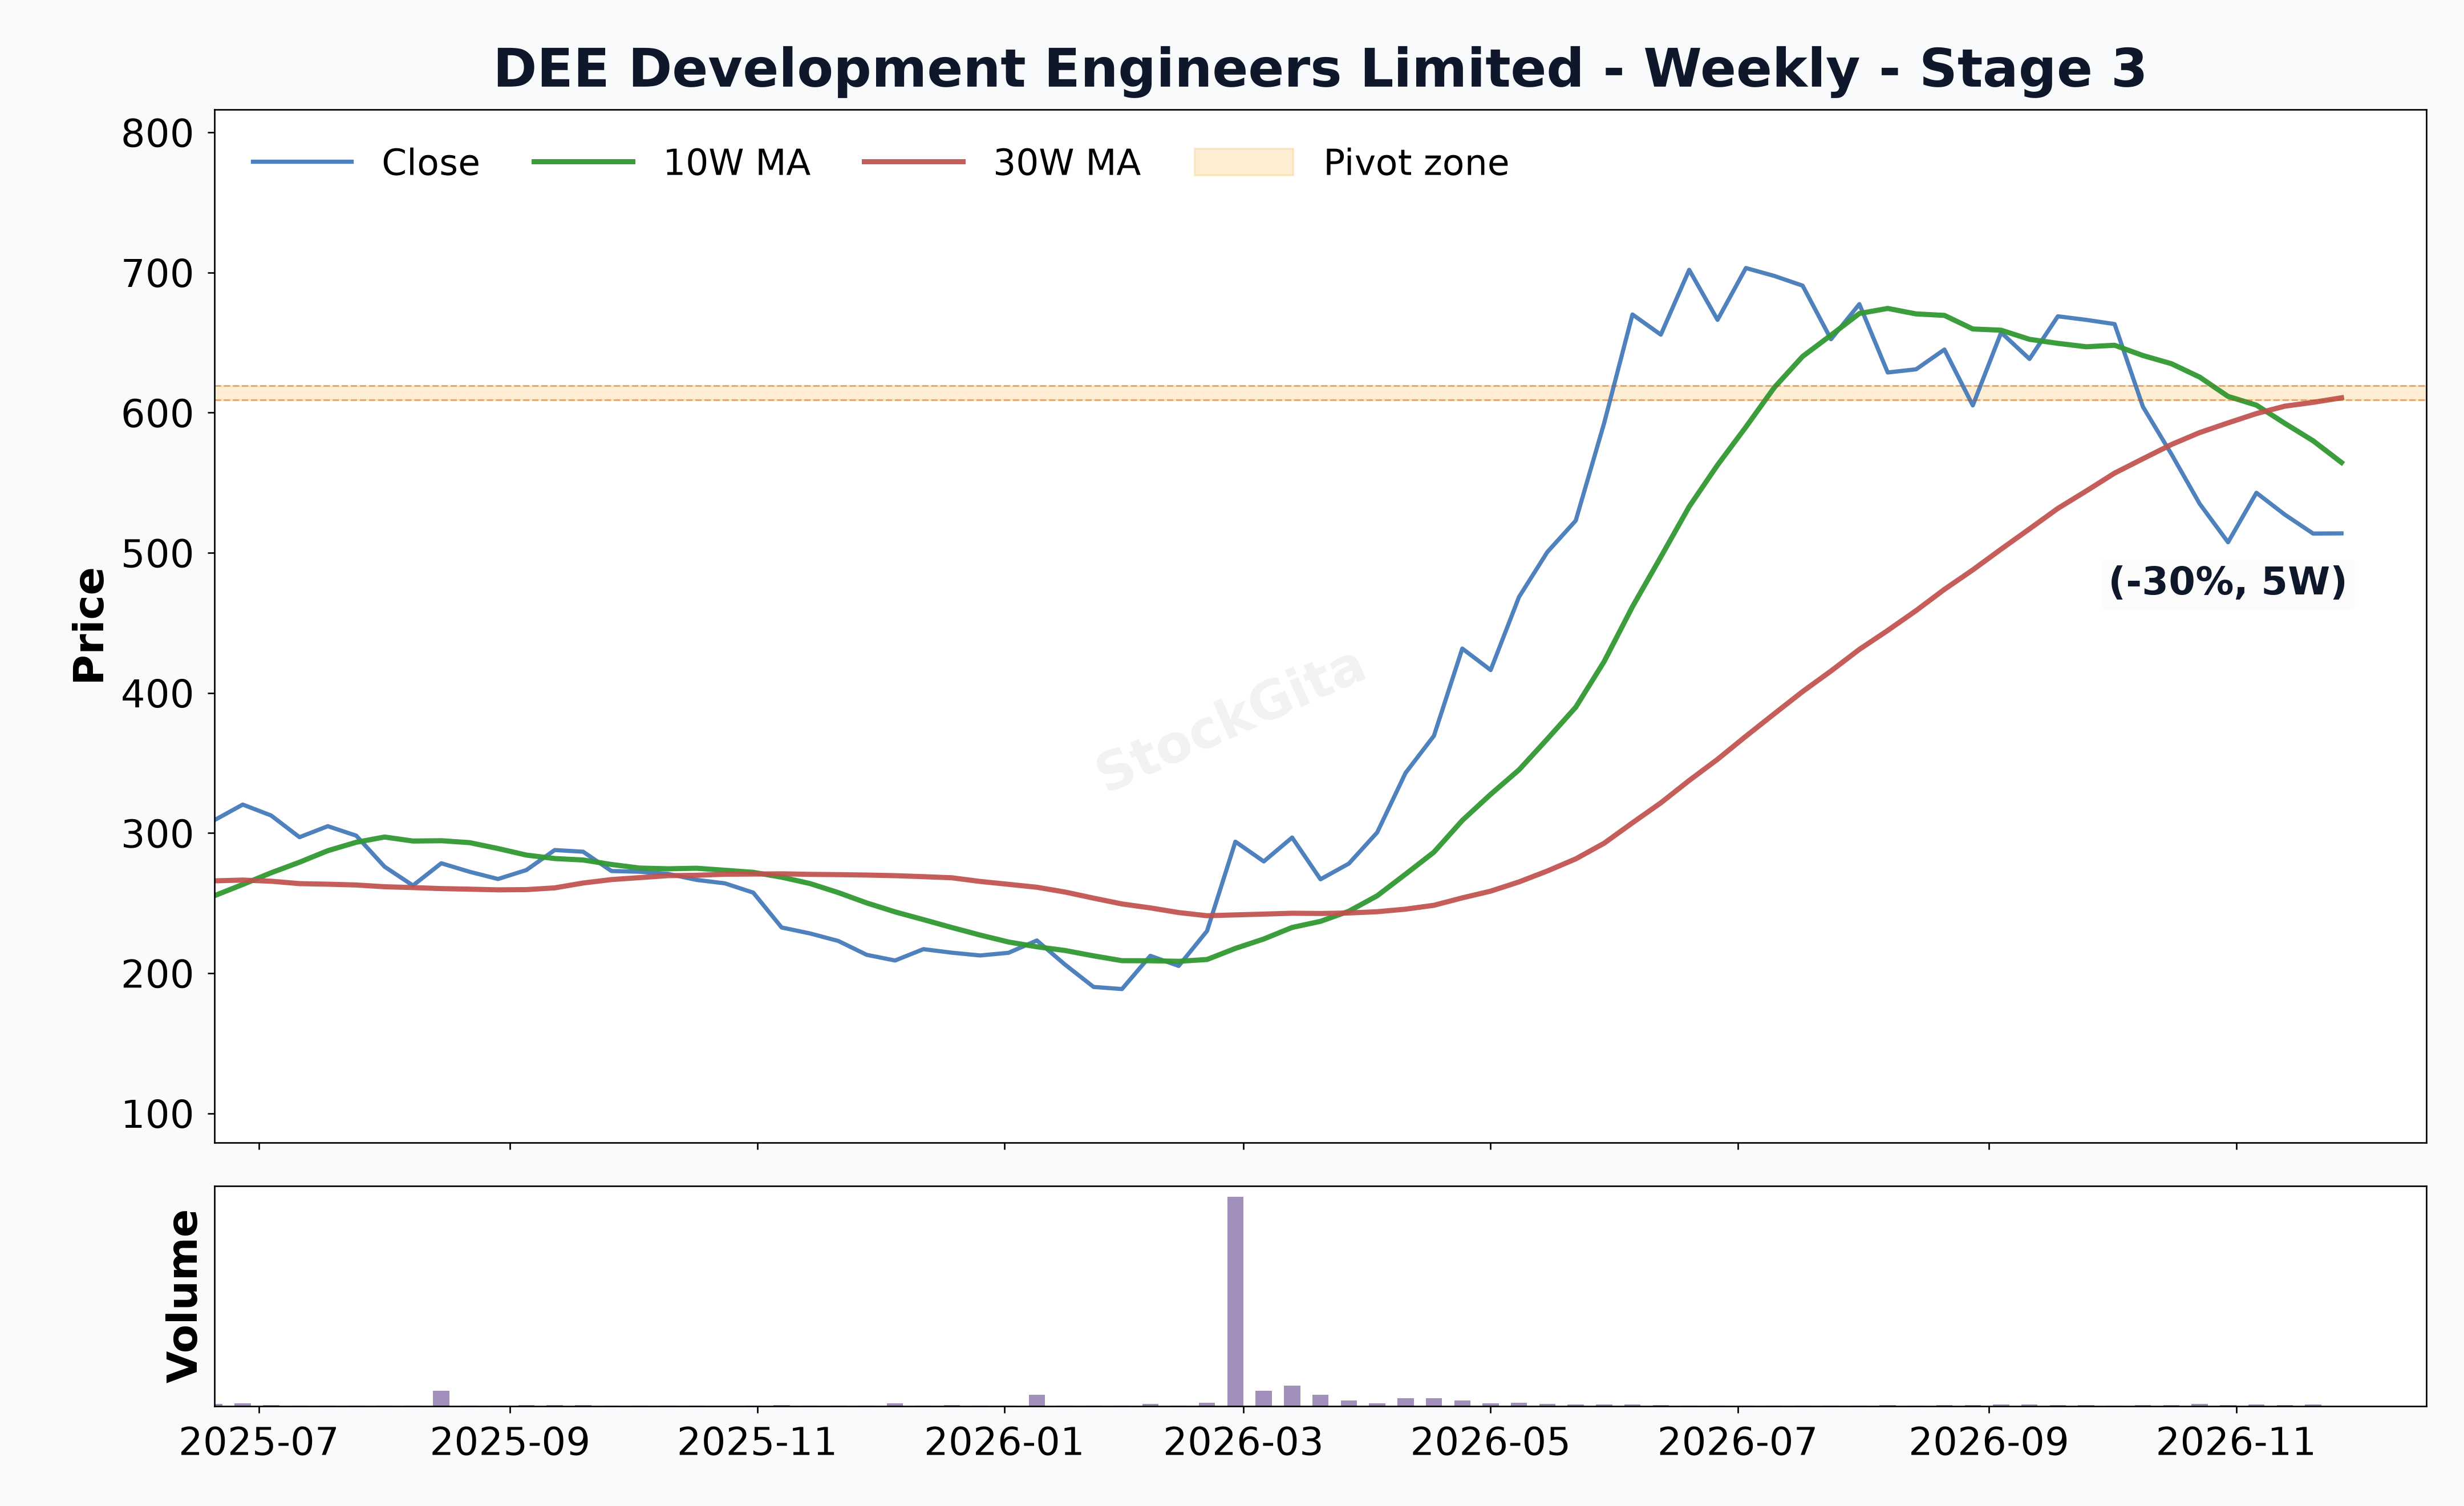 DEE Development Engineers Limited - Weekly - Stage 3
Close 10W MA 30W MA Pivot zone
800
700
600
500
400
300
200
100
Price
(-30%, 5W)
StockGita
Volume
2025-07 2025-09 2025-11 2026-01 2026-03 2026-05 2026-07 2026-09 2026-11